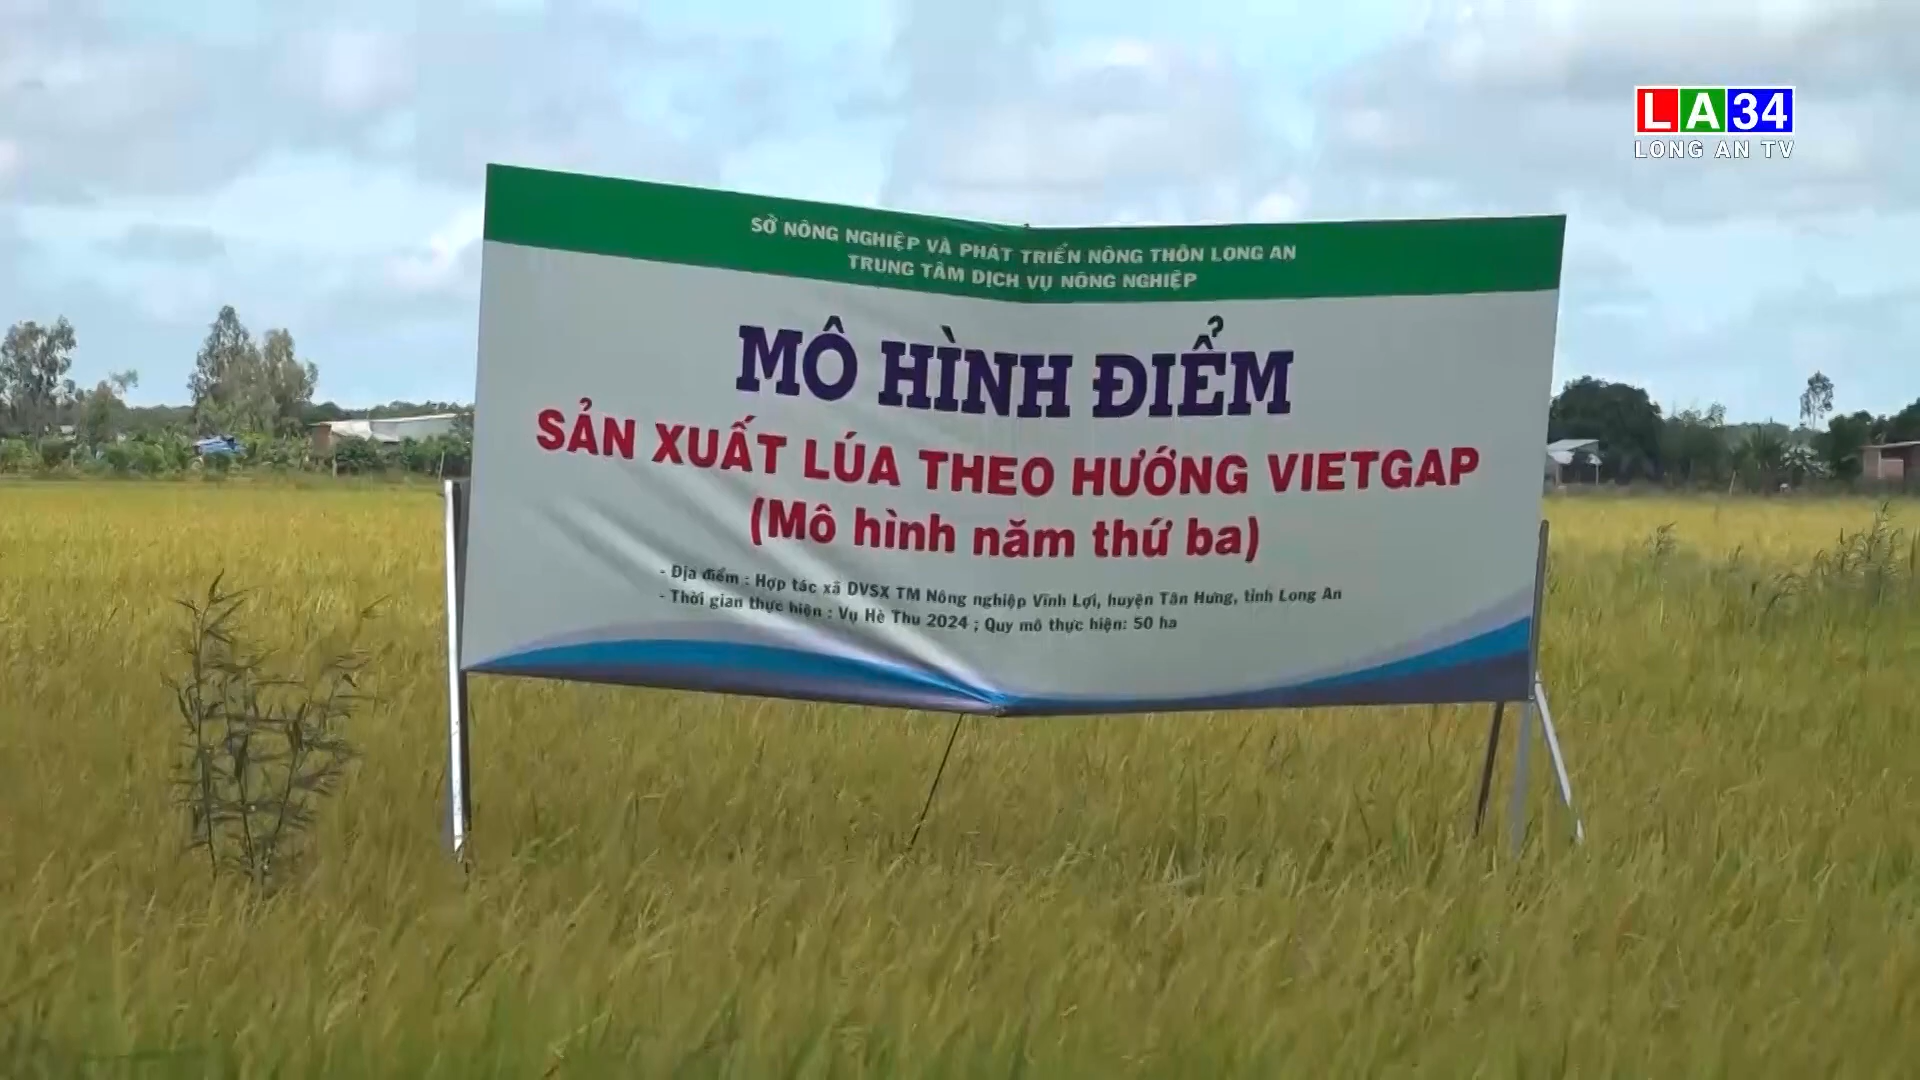 LA34
LONG AN TV
SỞ NÔNG NGHIỆP VÀ PHÁT TRIỂN NÔNG THÔN LONG AN
TRUNG TÂM DỊCH VỤ NÔNG NGHIỆP
MÔ HÌNH ĐIỂM
SẢN XUẤT LÚA THEO HƯỚNG VIETGAP
(Mô hình năm thứ ba)
- Địa điểm : Hợp tác xã DVSX TM Nông nghiệp Vĩnh Lợi, huyện Tân Hưng, tỉnh Long An
- Thời gian thực hiện : Vụ Hè Thu 2024 ; Quy mô thực hiện: 50 ha